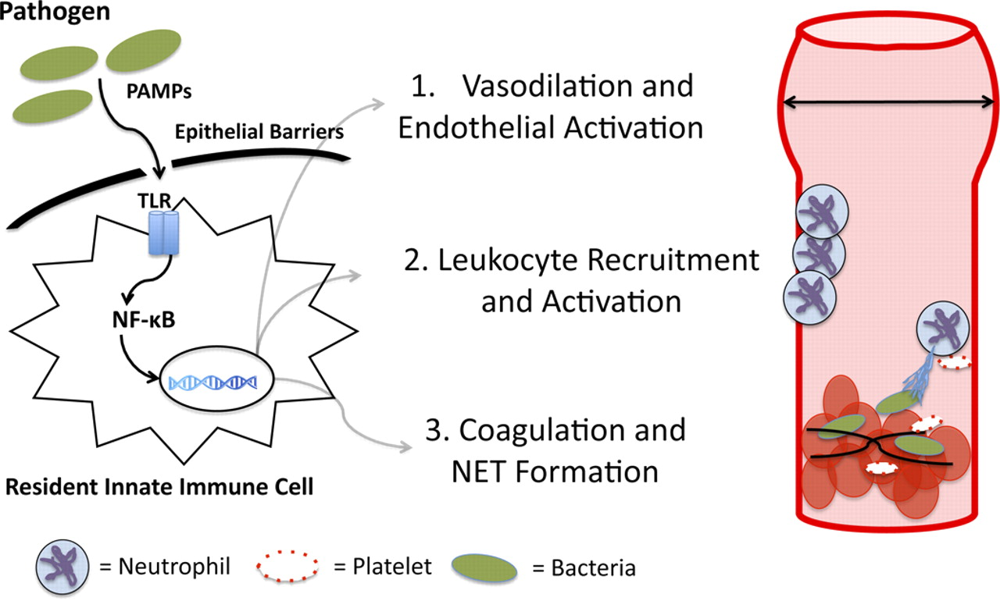 Pathogen
PAMPs
Epithelial Barriers
TLR
NF-κB
Resident Innate Immune Cell
1. Vasodilation and
Endothelial Activation
2. Leukocyte Recruitment
and Activation
3. Coagulation and
NET Formation
= Neutrophil
= Platelet
= Bacteria